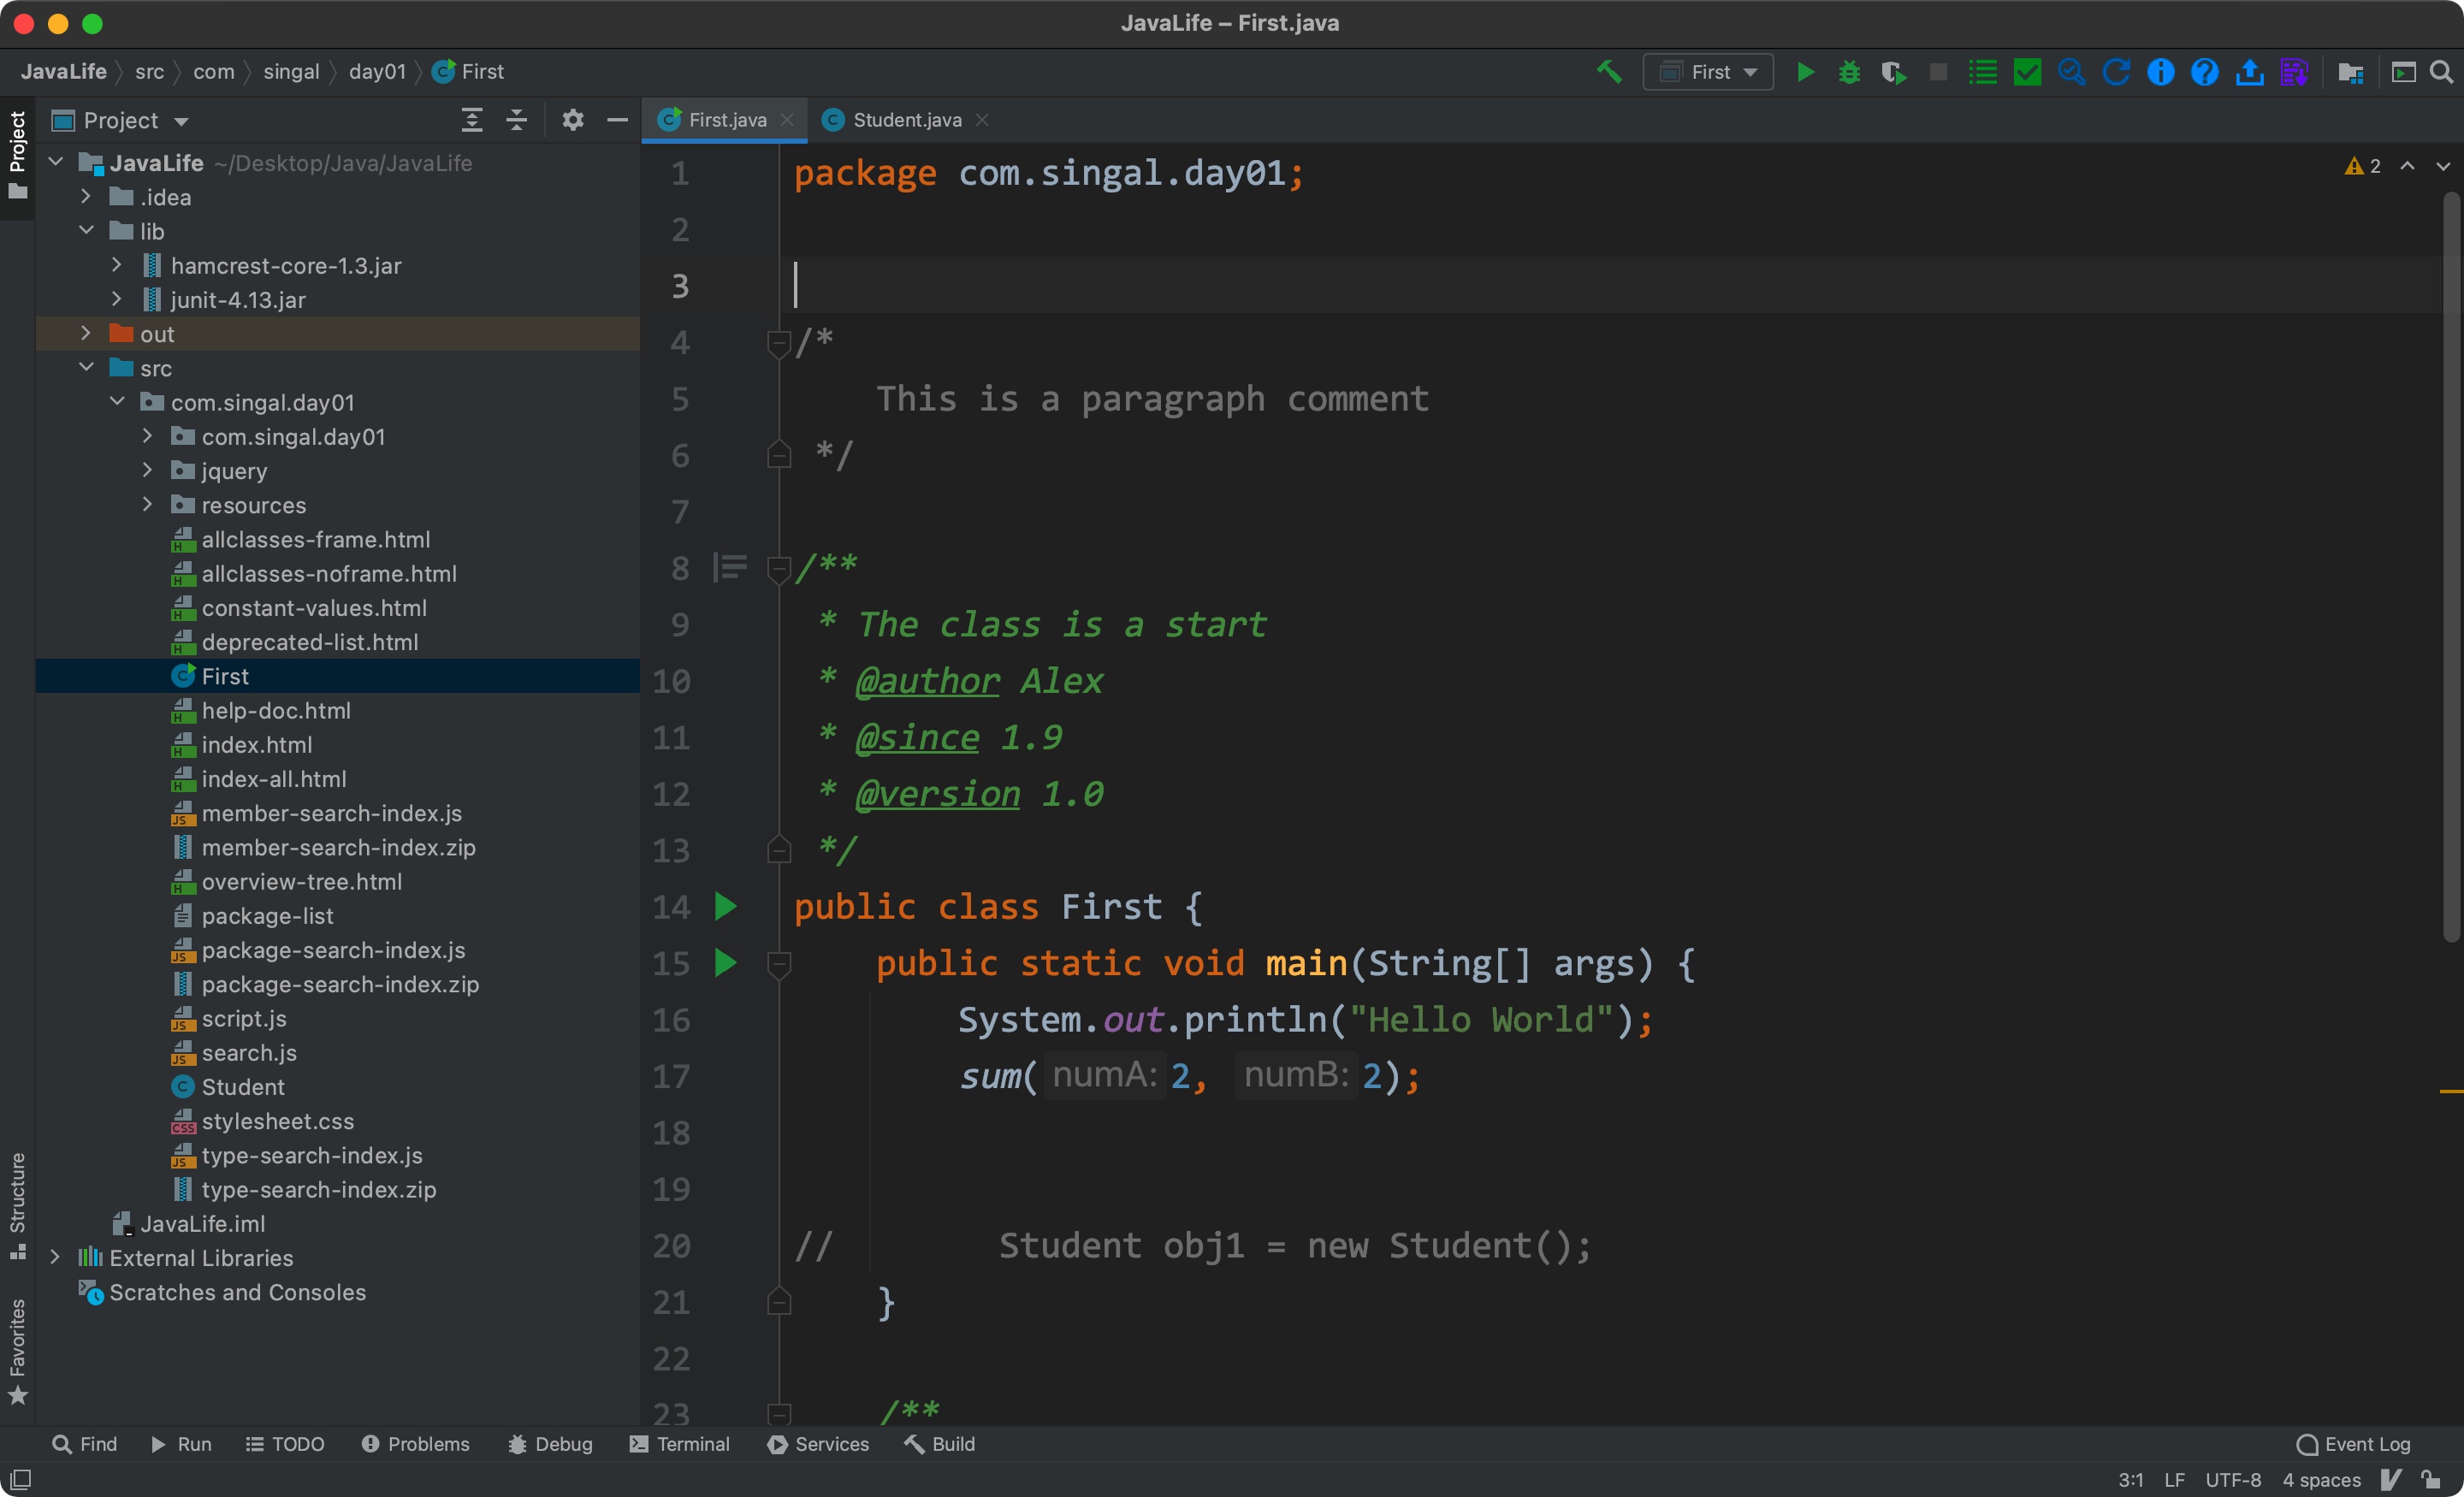 JavaLife – First.java
JavaLife src com singal day01 First
First
Project
Project
First.java
Student.java
JavaLife ~/Desktop/Java/JavaLife
.idea
lib
hamcrest-core-1.3.jar
junit-4.13.jar
out
src
com.singal.day01
com.singal.day01
jquery
resources
allclasses-frame.html
allclasses-noframe.html
constant-values.html
deprecated-list.html
First
help-doc.html
index.html
index-all.html
member-search-index.js
member-search-index.zip
overview-tree.html
package-list
package-search-index.js
package-search-index.zip
script.js
search.js
Student
stylesheet.css
type-search-index.js
type-search-index.zip
JavaLife.iml
External Libraries
Scratches and Consoles
Structure
Favorites
2
1 package com.singal.day01;
2
3
4 /*
5 This is a paragraph comment
6 */
7
8 /**
9 * The class is a start
10 * @author Alex
11 * @since 1.9
12 * @version 1.0
13 */
14 public class First {
15 public static void main(String[] args) {
16 System.out.println("Hello World");
17 sum( numA: 2, numB: 2);
18
19
20 // Student obj1 = new Student();
21 }
22
23 /**
Find Run TODO Problems Debug Terminal Services Build Event Log
3:1 LF UTF-8 4 spaces